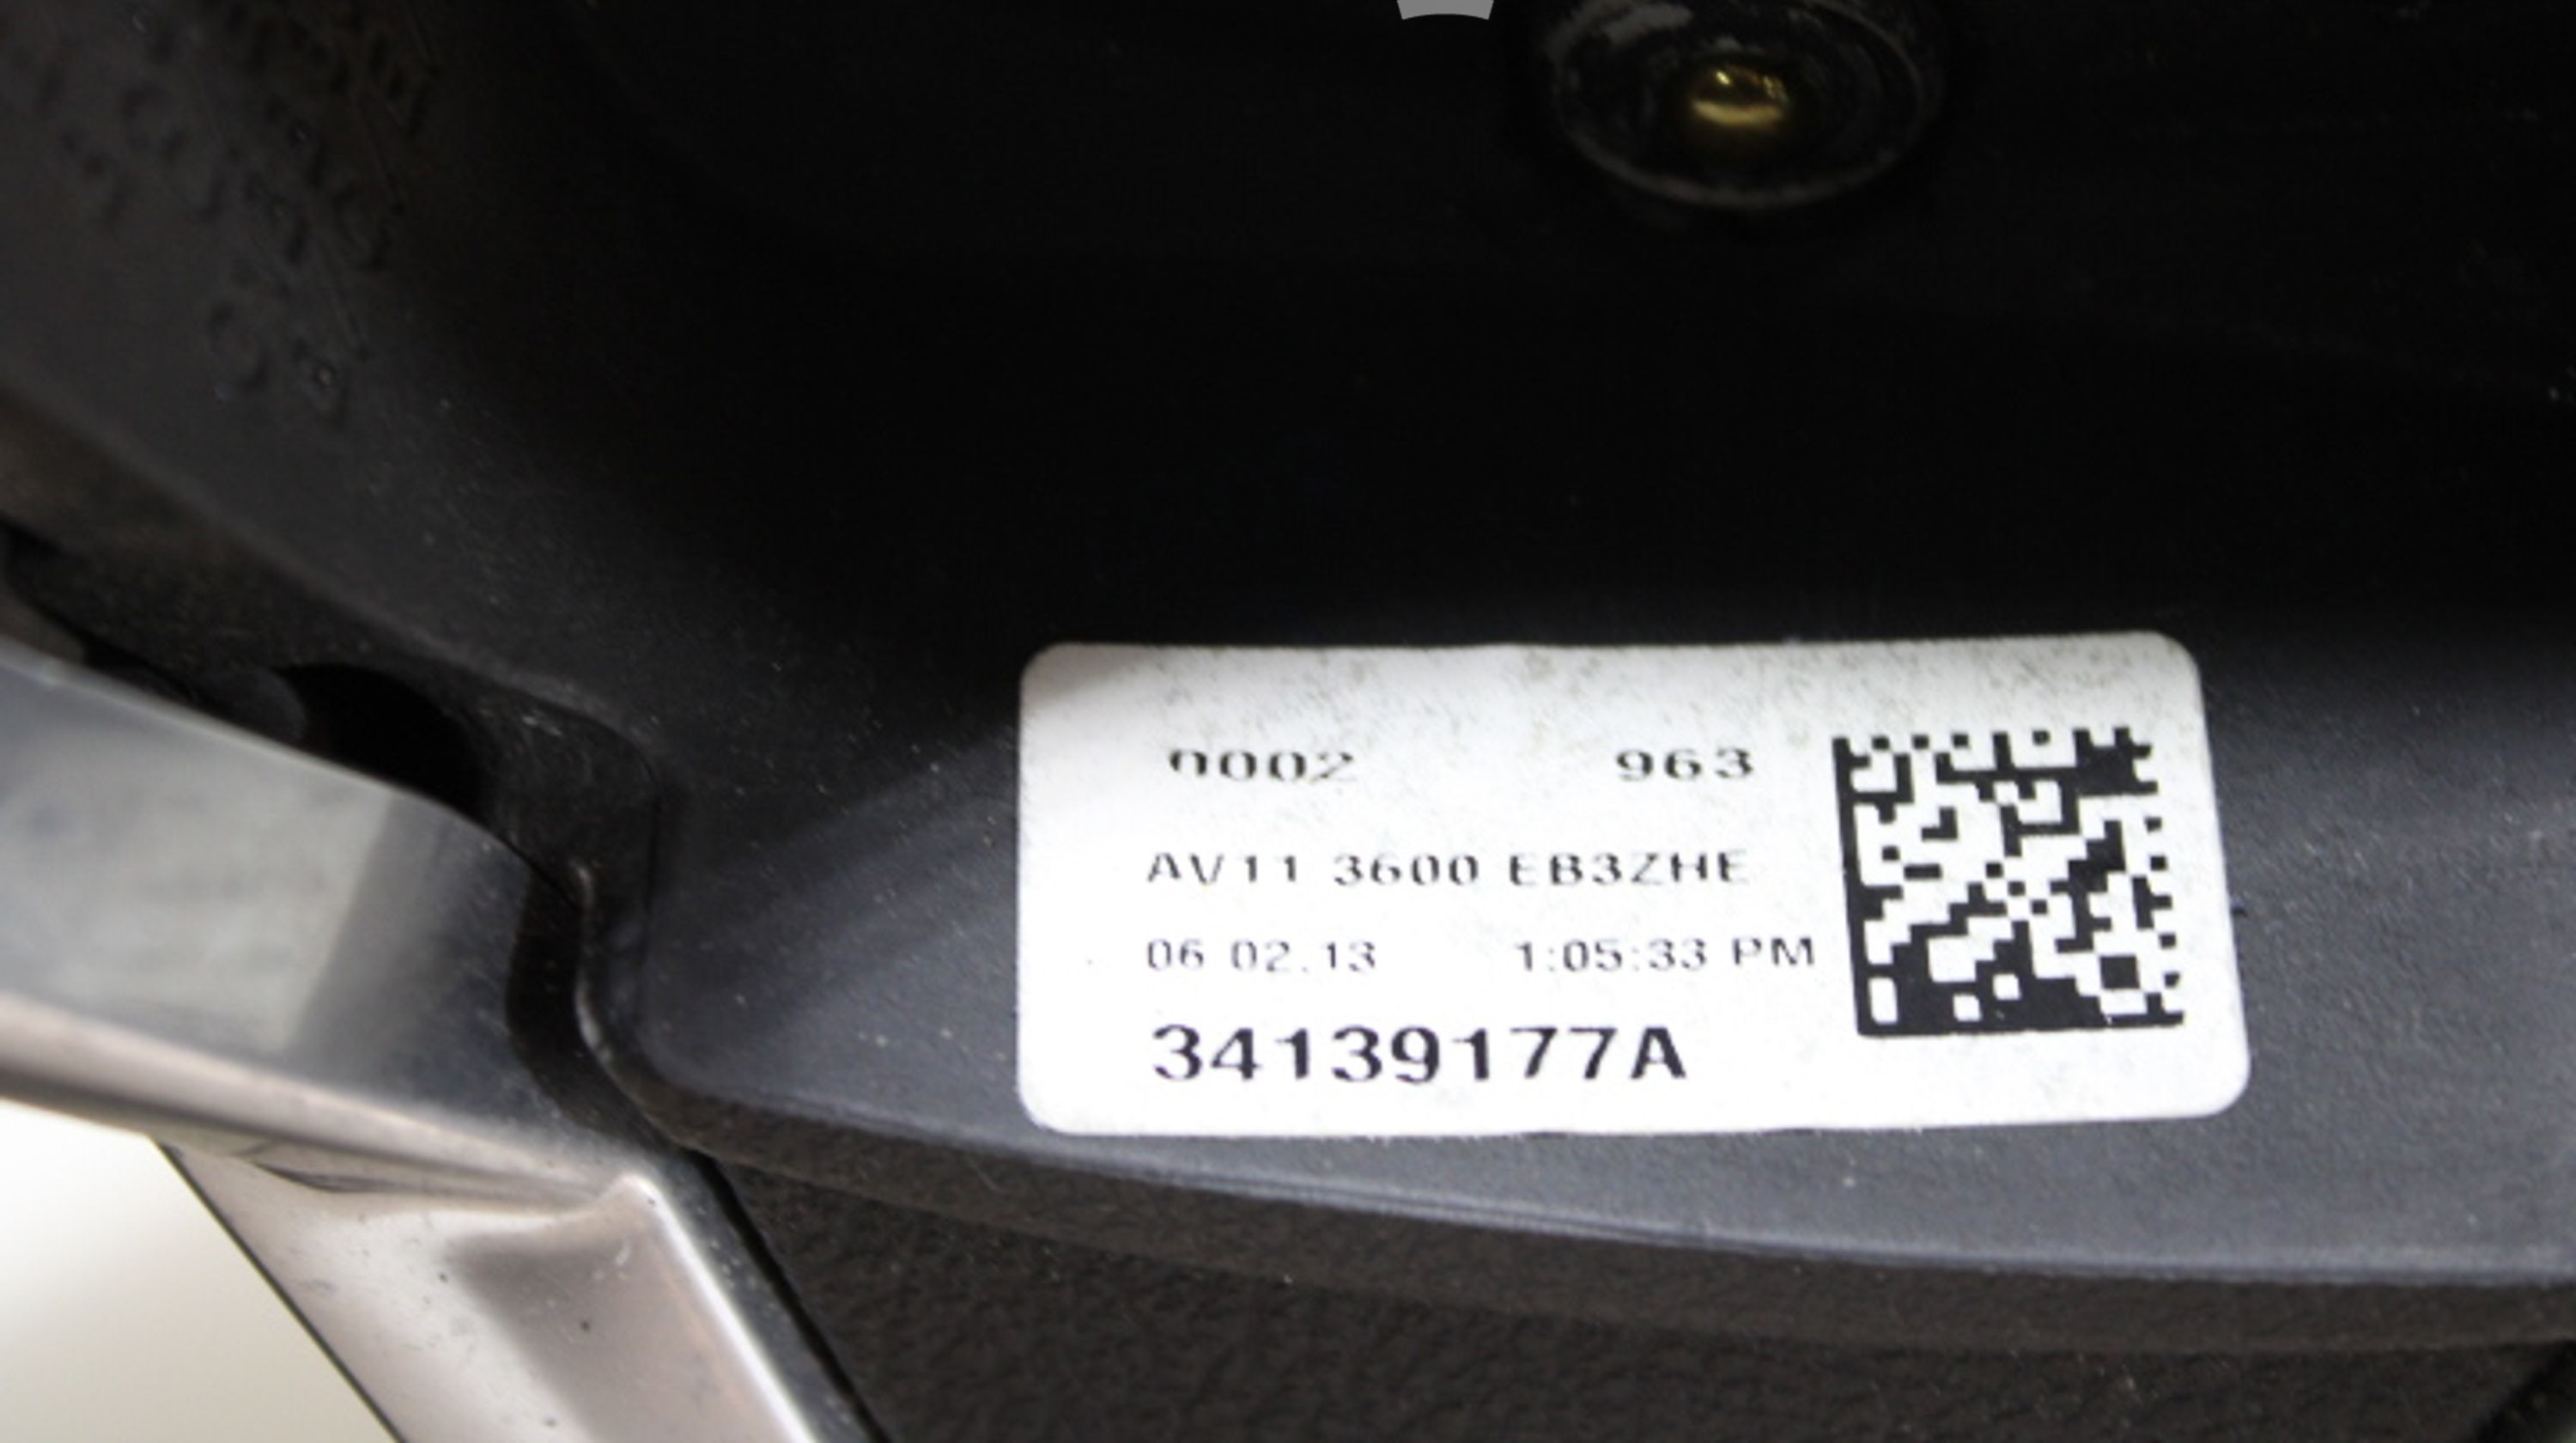 0002 963
AV11 3600 EB3ZHE
06 02.13 1:05:33 PM
34139177A